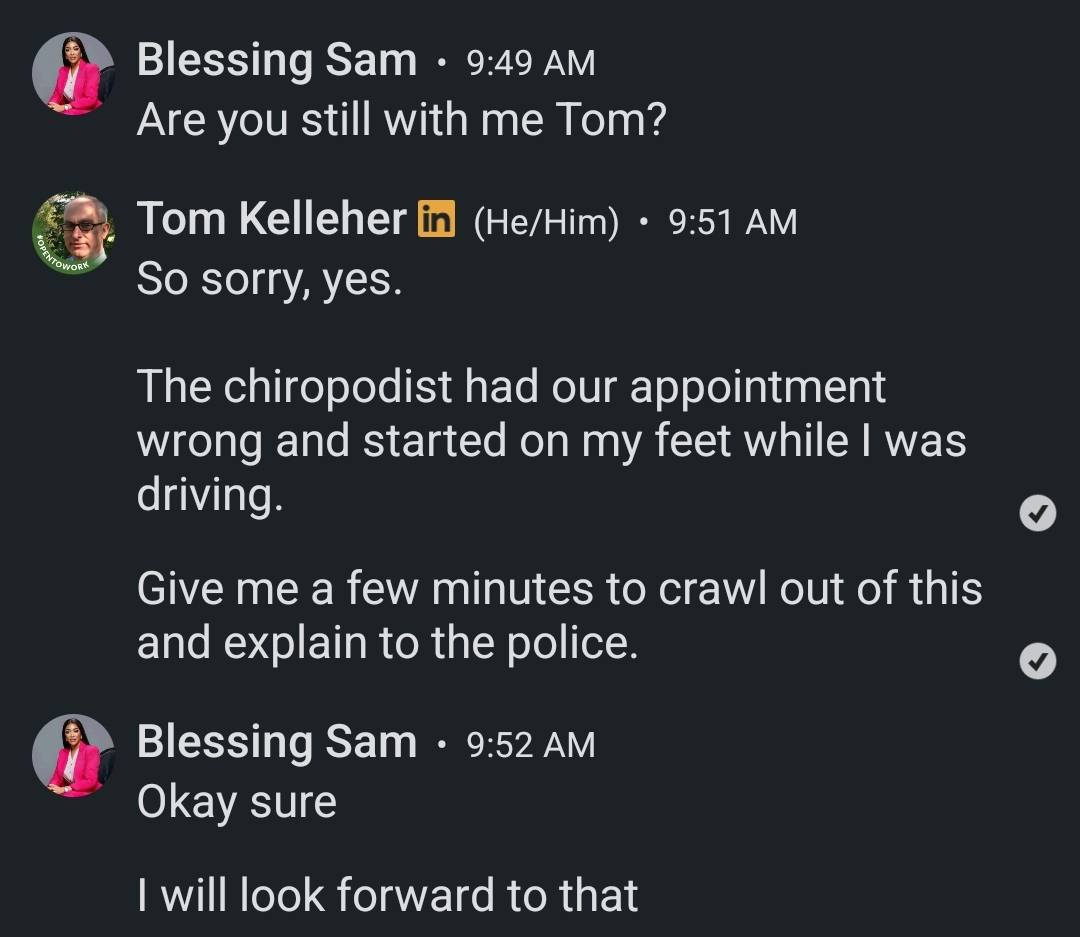 Blessing Sam • 9:49 AM
Are you still with me Tom?
Tom Kelleher in (He/Him) • 9:51 AM
#OPENTOWORK
So sorry, yes.
The chiropodist had our appointment
wrong and started on my feet while I was
driving.
Give me a few minutes to crawl out of this
and explain to the police.
Blessing Sam • 9:52 AM
Okay sure
I will look forward to that